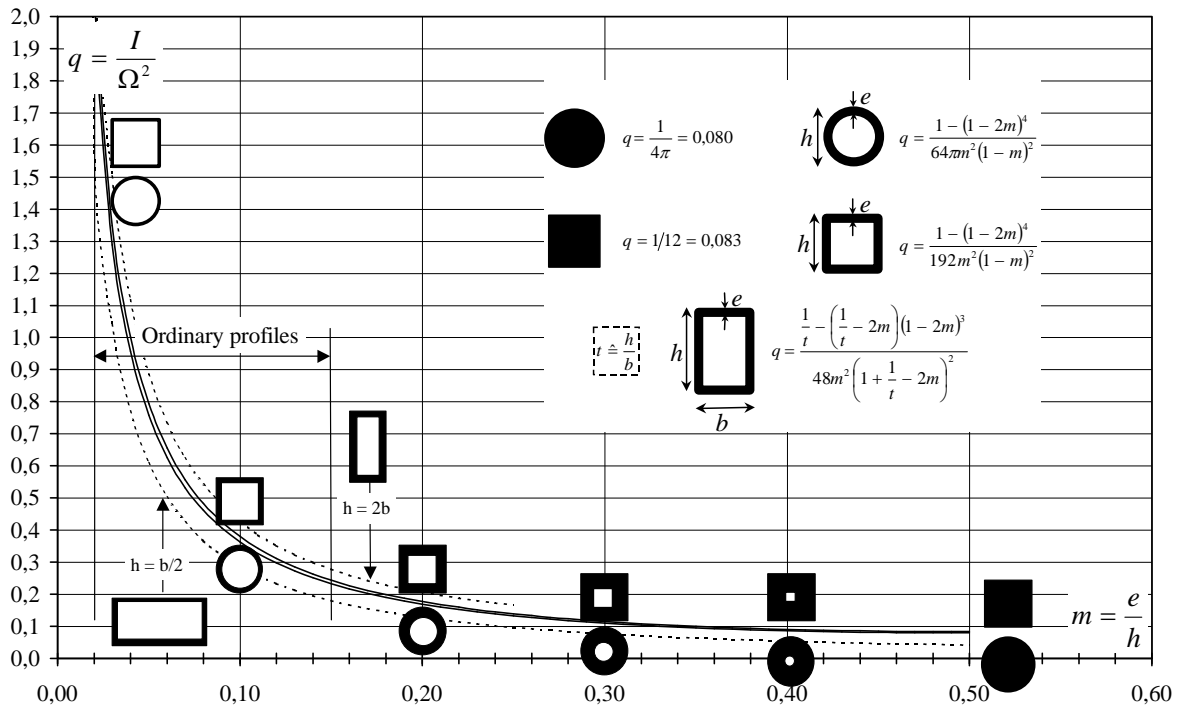 2,0
1,9
1,8
1,7
1,6
1,5
1,4
1,3
1,2
1,1
1,0
0,9
0,8
0,7
0,6
0,5
0,4
0,3
0,2
0,1
0,0
q = I/Ω²
e
h
q = 1/4π = 0,080
q = (1 − (1 − 2m)⁴)/(64πm²(1 − m)²)
e
h
q = 1/12 = 0,083
q = (1 − (1 − 2m)⁴)/(192m²(1 − m)²)
e
h
b
t ≙ h/b
q = (1/t − (1/t − 2m)(1 − 2m)³)/(48m²(1 + 1/t − 2m)²)
Ordinary profiles
h = 2b
h = b/2
m = e/h
0,00 0,10 0,20 0,30 0,40 0,50 0,60